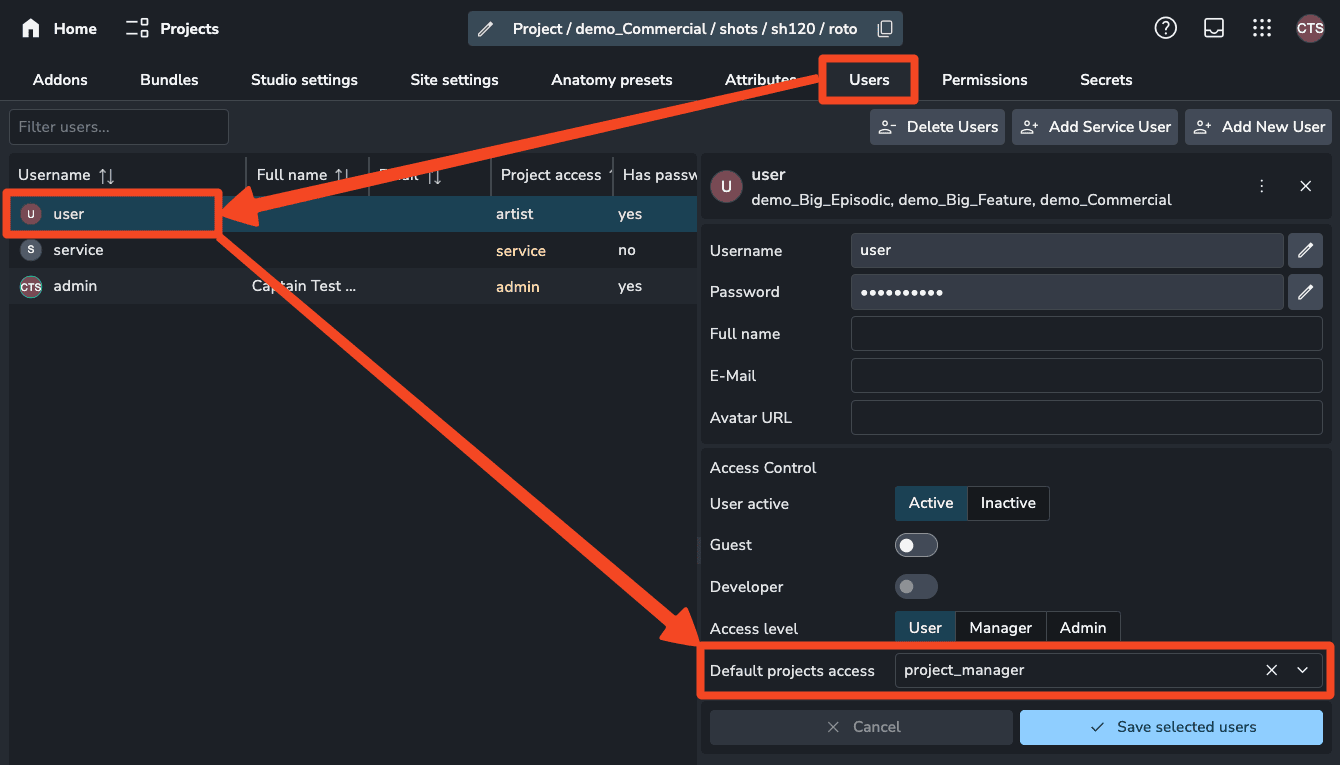 Home Projects Project / demo_Commercial / shots / sh120 / roto CTS
Addons Bundles Studio settings Site settings Anatomy presets Attributes Users Permissions Secrets
Filter users... Delete Users Add Service User Add New User
Username Full name Project access Has passw
U user artist yes
S service service no
CTS admin Captain Test ... admin yes
U user
demo_Big_Episodic, demo_Big_Feature, demo_Commercial
Username user
Password ••••••••••
Full name
E-Mail
Avatar URL
Access Control
User active Active Inactive
Guest
Developer
Access level User Manager Admin
Default projects access project_manager
Cancel Save selected users